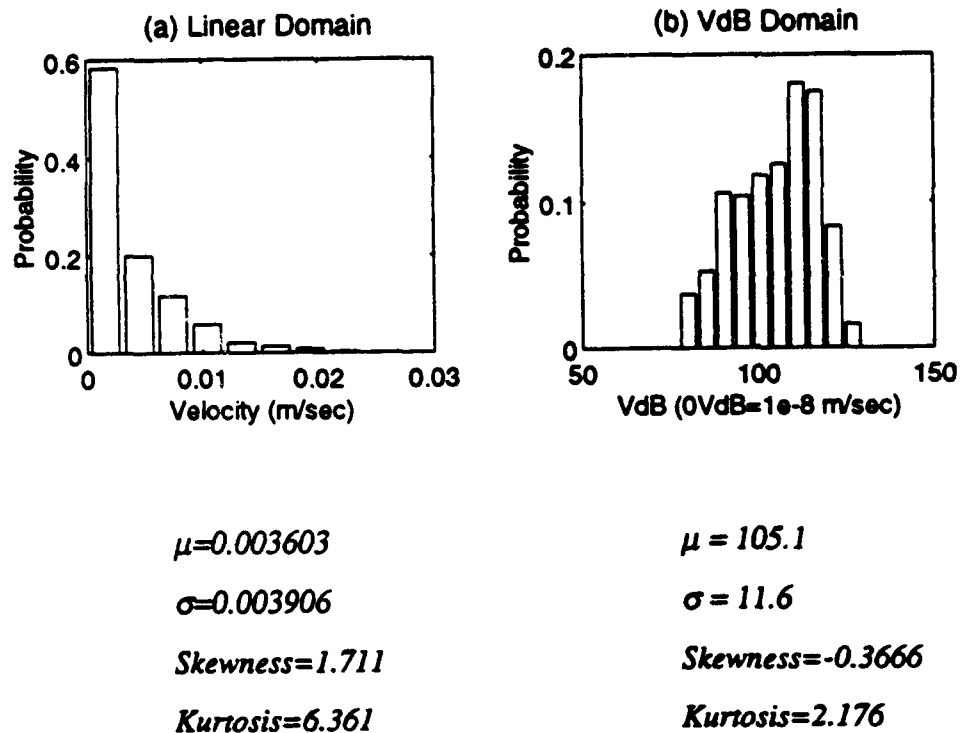 (a) Linear Domain
0.6
0.4
0.2
0
Probability
0
0.01
0.02
0.03
Velocity (m/sec)
(b) VdB Domain
0.2
0.1
0
Probability
50
100
150
VdB (0VdB=1e-8 m/sec)
μ=0.003603
σ=0.003906
Skewness=1.711
Kurtosis=6.361
μ = 105.1
σ = 11.6
Skewness=-0.3666
Kurtosis=2.176